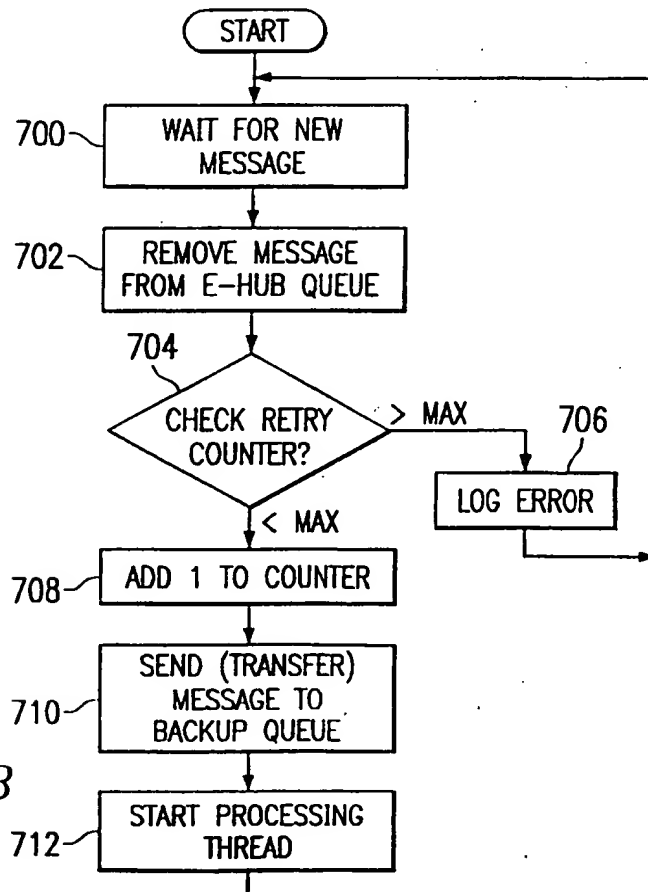 START
700
WAIT FOR NEW
MESSAGE
702
REMOVE MESSAGE
FROM E-HUB QUEUE
704
CHECK RETRY
COUNTER?
> MAX
706
LOG ERROR
< MAX
708
ADD 1 TO COUNTER
710
SEND (TRANSFER)
MESSAGE TO
BACKUP QUEUE
712
START PROCESSING
THREAD